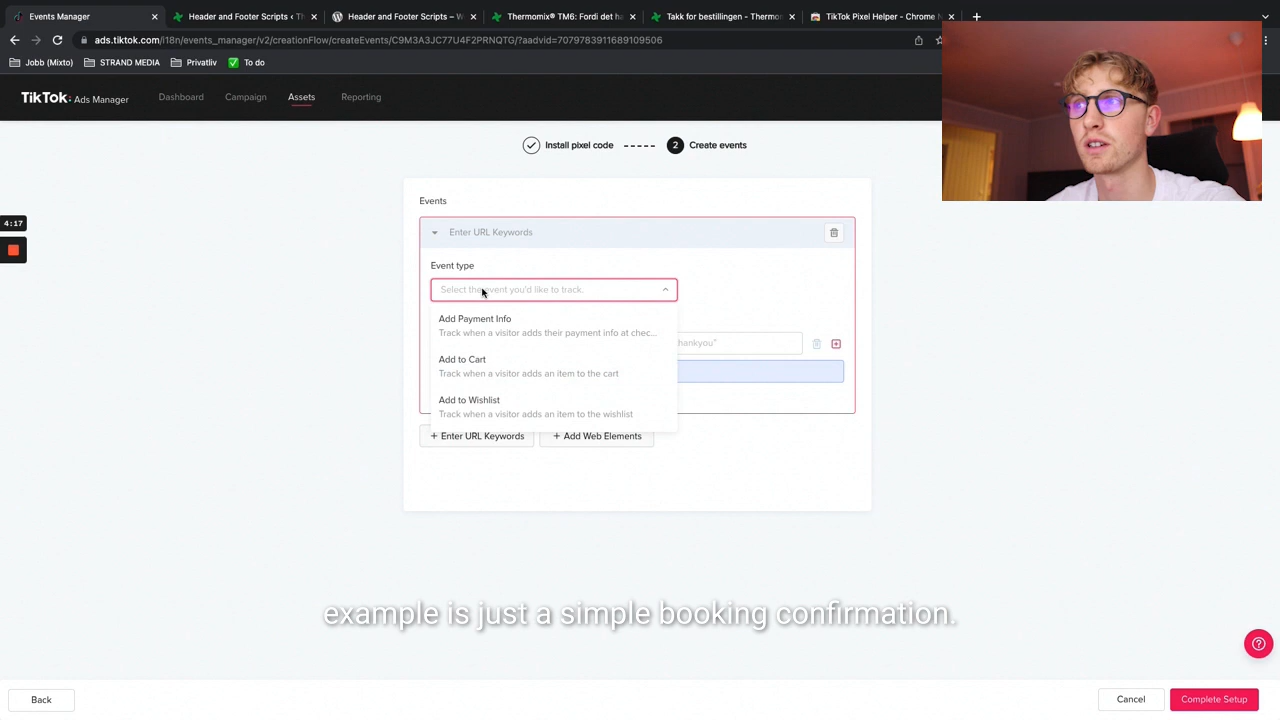 Events Manager
Header and Footer Scripts ‹ Th
Header and Footer Scripts – W
Thermomix® TM6: Fordi det ha
Takk for bestillingen - Thermom
TikTok Pixel Helper - Chrome
ads.tiktok.com/i18n/events_manager/v2/creationFlow/createEvents/C9M3A3JC77U4F2PRNQTG/?aadvid=7079783911689109506
Jobb (Mixto)
STRAND MEDIA
Privatliv
To do
TikTok: Ads Manager
Dashboard
Campaign
Assets
Reporting
Install pixel code
2 Create events
Events
4:17
Enter URL Keywords
Event type
Select the event you'd like to track.
Add Payment Info
Track when a visitor adds their payment info at chec...
hankyou"
Add to Cart
Track when a visitor adds an item to the cart
Add to Wishlist
Track when a visitor adds an item to the wishlist
+ Enter URL Keywords
+ Add Web Elements
example is just a simple booking confirmation.
Back
Cancel
Complete Setup